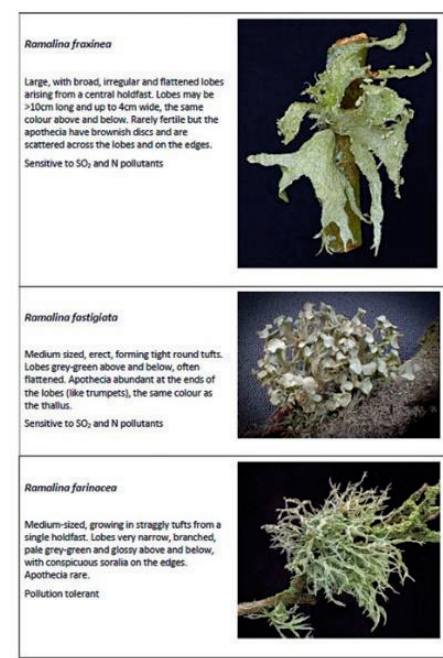 Ramalina fraxinea
Large, with broad, irregular and flattened lobes
arising from a central holdfast. Lobes may be
>10cm long and up to 4cm wide, the same
colour above and below. Rarely fertile but the
apothecia have brownish discs and are
scattered across the lobes and on the edges.
Sensitive to SO₂ and N pollutants
Ramalina fastigiata
Medium sized, erect, forming tight round tufts.
Lobes grey-green above and below, often
flattened. Apothecia abundant at the ends of
the lobes (like trumpets), the same colour as
the thallus.
Sensitive to SO₂ and N pollutants
Ramalina farinacea
Medium-sized, growing in straggly tufts from a
single holdfast. Lobes very narrow, branched,
pale grey-green and glossy above and below,
with conspicuous soralia on the edges.
Apothecia rare.
Pollution tolerant